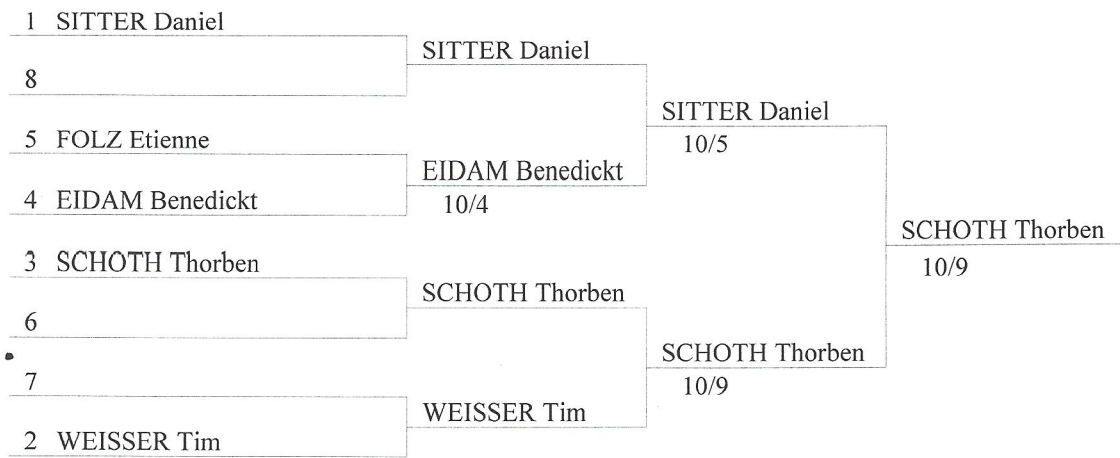 1 SITTER Daniel
8
5 FOLZ Etienne
4 EIDAM Benedickt
3 SCHOTH Thorben
6
7
2 WEISSER Tim
SITTER Daniel
EIDAM Benedickt
10/4
SCHOTH Thorben
WEISSER Tim
SITTER Daniel
10/5
SCHOTH Thorben
10/9
SCHOTH Thorben
10/9